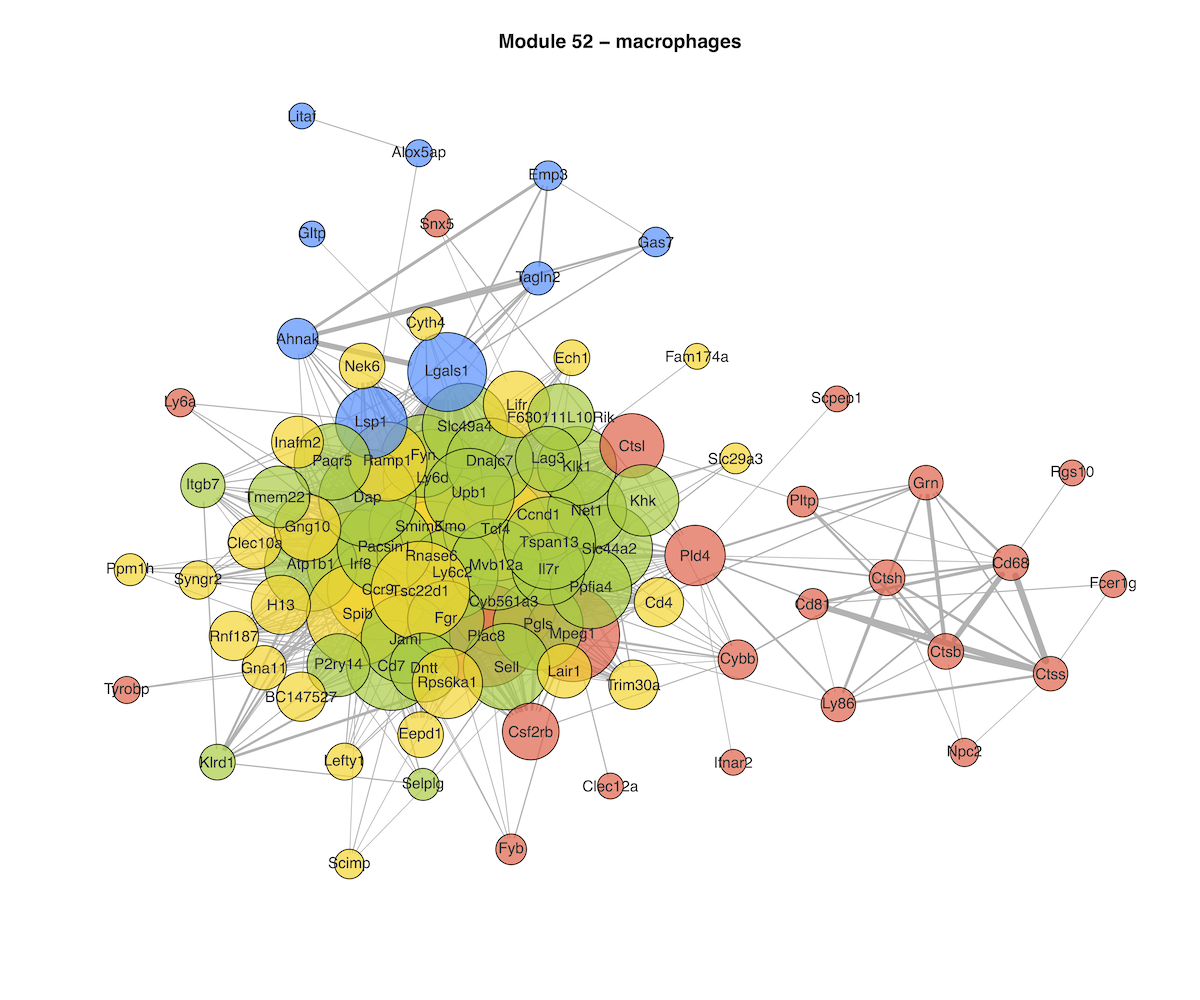 Module 52 – macrophages
Litaf
Alox5ap
Emp3
Snx5
Gltp
Gas7
Tagln2
Cyth4
Ahnak
Fam174a
Ech1
Nek6
Lgals1
Scpep1
Ly6a
Lifr
F630111L10Rik
Lsp1
Slc49a4
Inafm2
Ctsl
Fyn
Paqr5
Ramp1
Dnajc7
Lag3
Klk1
Slc29a3
Rgs10
Ly6d
Itgb7
Grn
Upb1
Tmem221
Dap
Khk
Pltp
Net1
Ccnd1
Gng10
Tcf4
Clec10a
Tspan13
Pacsin1
Slc44a2
Rnase6
Pld4
Irf8
Atp1b1
Mvb12a
Cd68
Ppm1h
Il7r
Ly6c2
Syngr2
Ctsh
Fcer1g
Ppfia4
Ccr9
Tsc22d1
Cyb561a3
Cd4
H13
Cd81
Spib
Fgr
Pgls
Mpeg1
Rnf187
Plac8
Jaml
Ctsb
Cybb
P2ry14
Cd7
Dntt
Sell
Gna11
Lair1
Ctss
Rps6ka1
Trim30a
Tyrobp
BC147527
Ly86
Csf2rb
Eepd1
Npc2
Klrd1
Lefty1
Ifnar2
Selplg
Clec12a
Fyb
Scimp